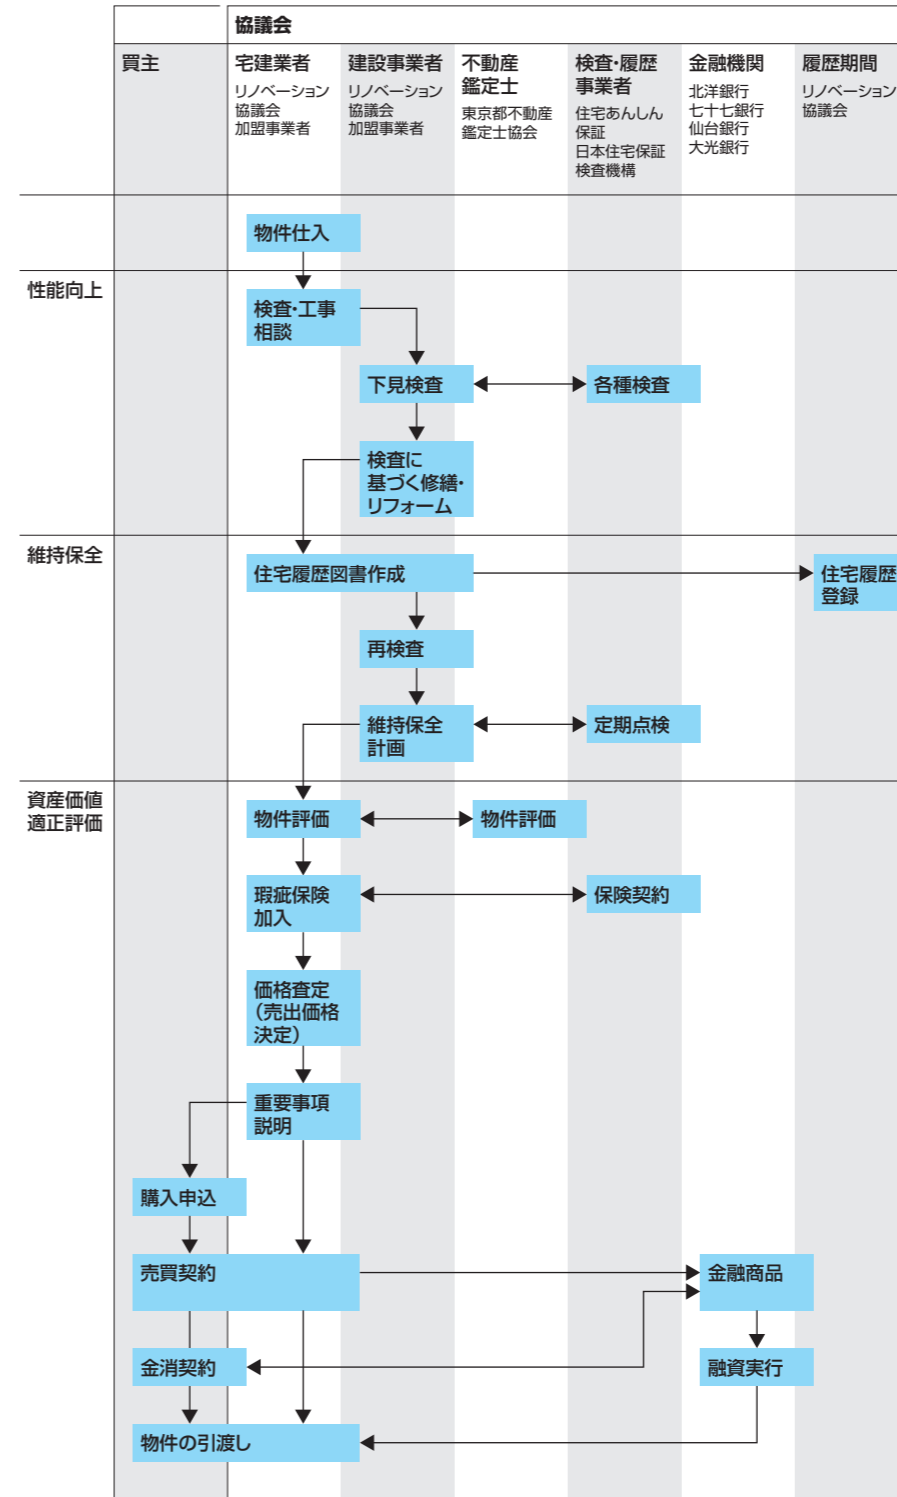 協議会
買主
宅建業者
リノベーション
協議会
加盟事業者
建設事業者
リノベーション
協議会
加盟事業者
不動産
鑑定士
東京都不動産
鑑定士協会
検査・履歴
事業者
住宅あんしん
保証
日本住宅保証
検査機構
金融機関
北洋銀行
七十七銀行
仙台銀行
大光銀行
履歴期間
リノベーション
協議会
物件仕入
性能向上
検査・工事
相談
下見検査
各種検査
検査に
基づく修繕・
リフォーム
維持保全
住宅履歴図書作成
住宅履歴
登録
再検査
維持保全
計画
定期点検
資産価値
適正評価
物件評価
物件評価
瑕疵保険
加入
保険契約
価格査定
（売出価格
決定）
重要事項
説明
購入申込
売買契約
金融商品
金消契約
融資実行
物件の引渡し